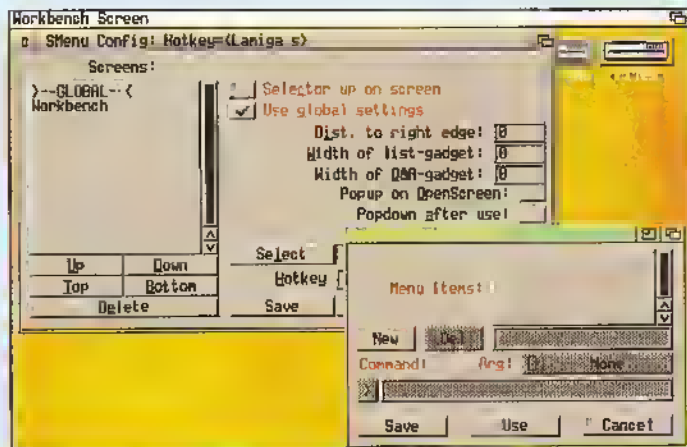 Workbench Screen
SMenu Config: Hotkey=<Lamiga s>
Screens:
>--GLOBAL--<
Workbench
Selector up on screen
Use global settings
Dist. to right edge: 0
Width of list-gadget: 0
Width of Q&A-gadget: 0
Popup on OpenScreen:
Popdown after use!
Up Down
Top Bottom
Delete
Select
Hotkey
Save
Menu Items:
New Del
Command: Arg: None
>
Save Use Cancel